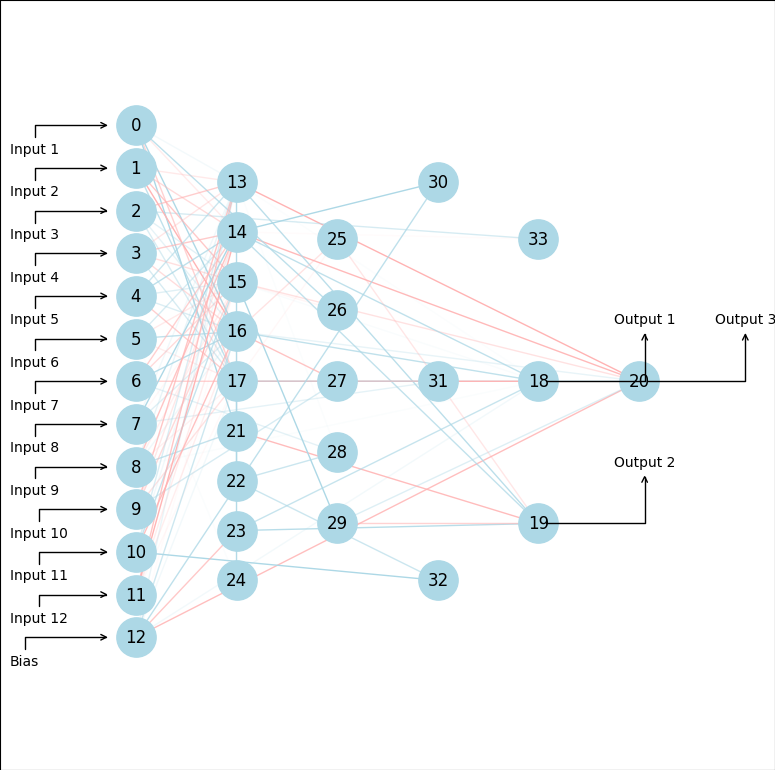 0
Input 1
1
Input 2
2
Input 3
3
Input 4
4
Input 5
5
Input 6
6
Input 7
7
Input 8
8
Input 9
9
Input 10
10
Input 11
11
Input 12
12
Bias
13
14
15
16
17
21
22
23
24
25
26
27
28
29
30
31
32
33
18
19
20
Output 1
Output 3
Output 2